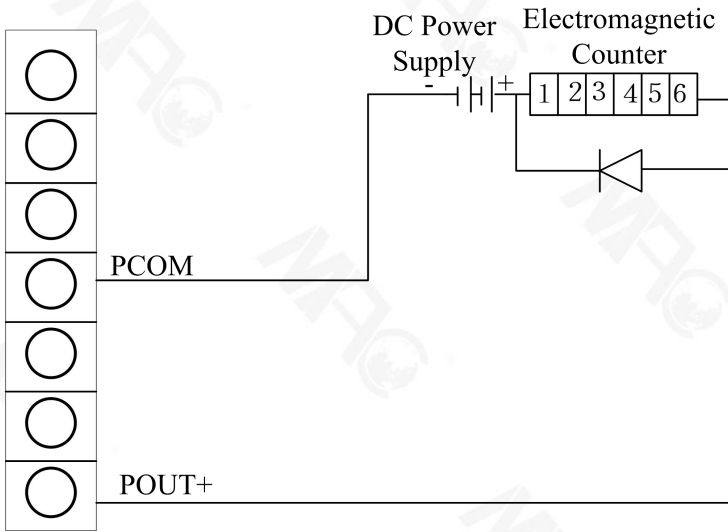 DC Power
Supply
Electromagnetic
Counter
- +
1 2 3 4 5 6
PCOM
POUT+